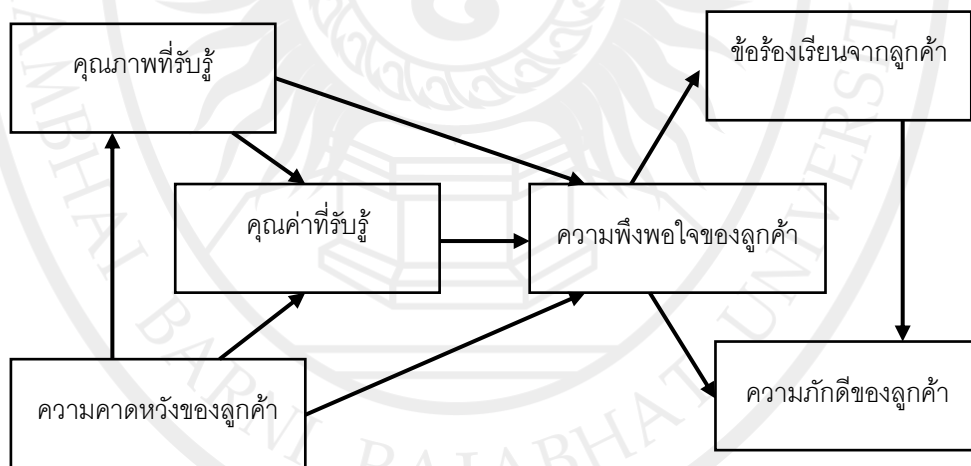 คุณภาพที่รับรู้
ข้อร้องเรียนจากลูกค้า
คุณค่าที่รับรู้
ความพึงพอใจของลูกค้า
ความคาดหวังของลูกค้า
ความภักดีของลูกค้า
AMBHAI BARNI RAJABHAT UNIVERSIT